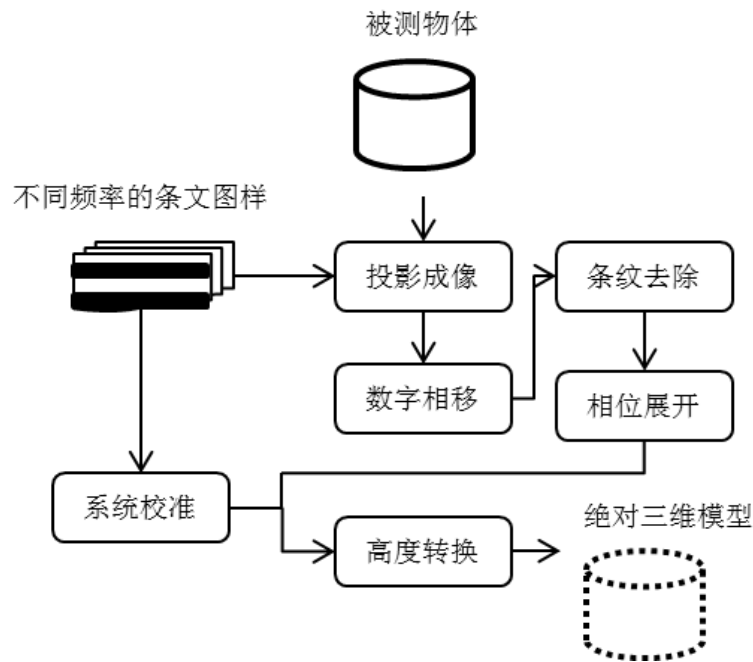 被测物体
不同频率的条文图样
投影成像
条纹去除
数字相移
相位展开
系统校准
绝对三维模型
高度转换